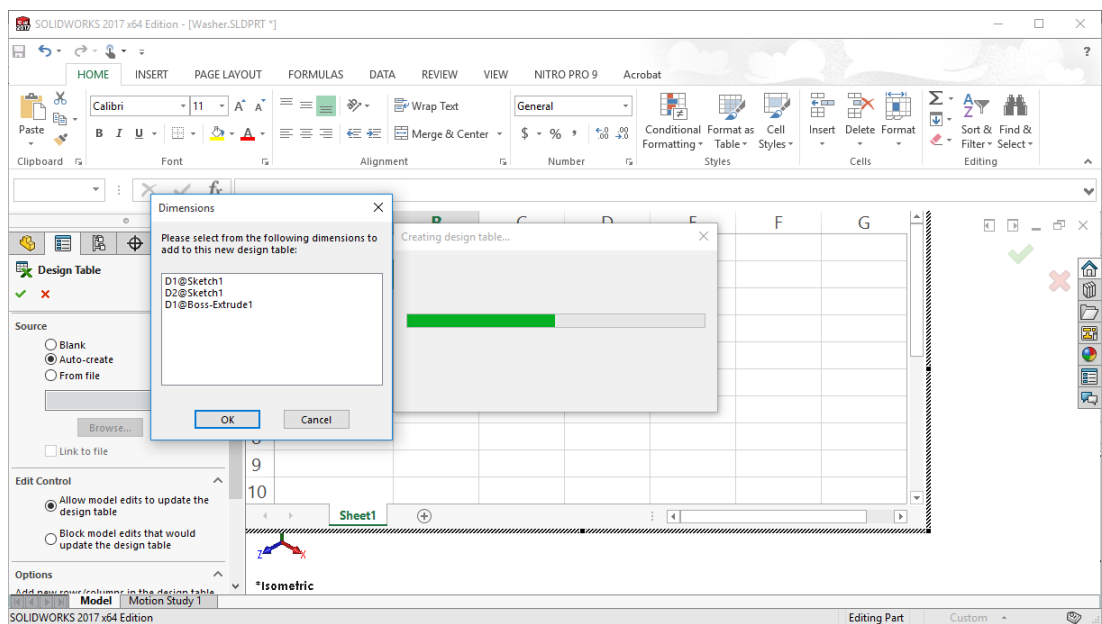 SOLIDWORKS 2017 x64 Edition - [Washer.SLDPRT *]
?
HOME INSERT PAGE LAYOUT FORMULAS DATA REVIEW VIEW NITRO PRO 9 Acrobat
Calibri 11 A A Wrap Text General
Paste B I U A Merge & Center $ % , .00 Conditional Format as Cell Insert Delete Format Sort & Find &
Formatting Table Styles Filter Select
Clipboard Font Alignment Number Styles Cells Editing
fx
Dimensions
Please select from the following dimensions to
add to this new design table:
D1@Sketch1
D2@Sketch1
D1@Boss-Extrude1
OK Cancel
Creating design table...
B C D E F G
Design Table
Source
Blank
Auto-create
From file
Browse...
Link to file
Edit Control
Allow model edits to update the
design table
Block model edits that would
update the design table
Options
Add new rows/columns in the design table
9
10
Sheet1
Z X
*Isometric
Model Motion Study 1
SOLIDWORKS 2017 x64 Edition Editing Part Custom